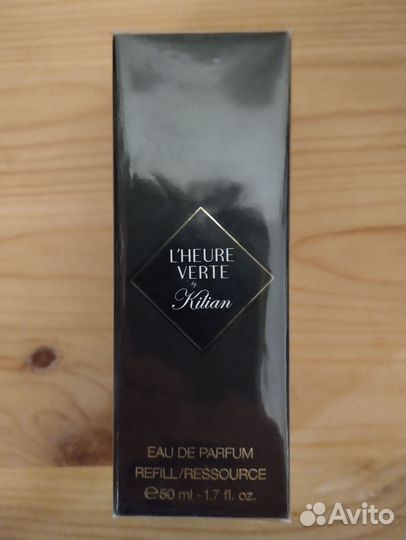 L'HEURE
VERTE
by
Kilian
EAU DE PARFUM
REFILL/RESSOURCE
℮50 ml - 1.7 fl. oz.
Avito